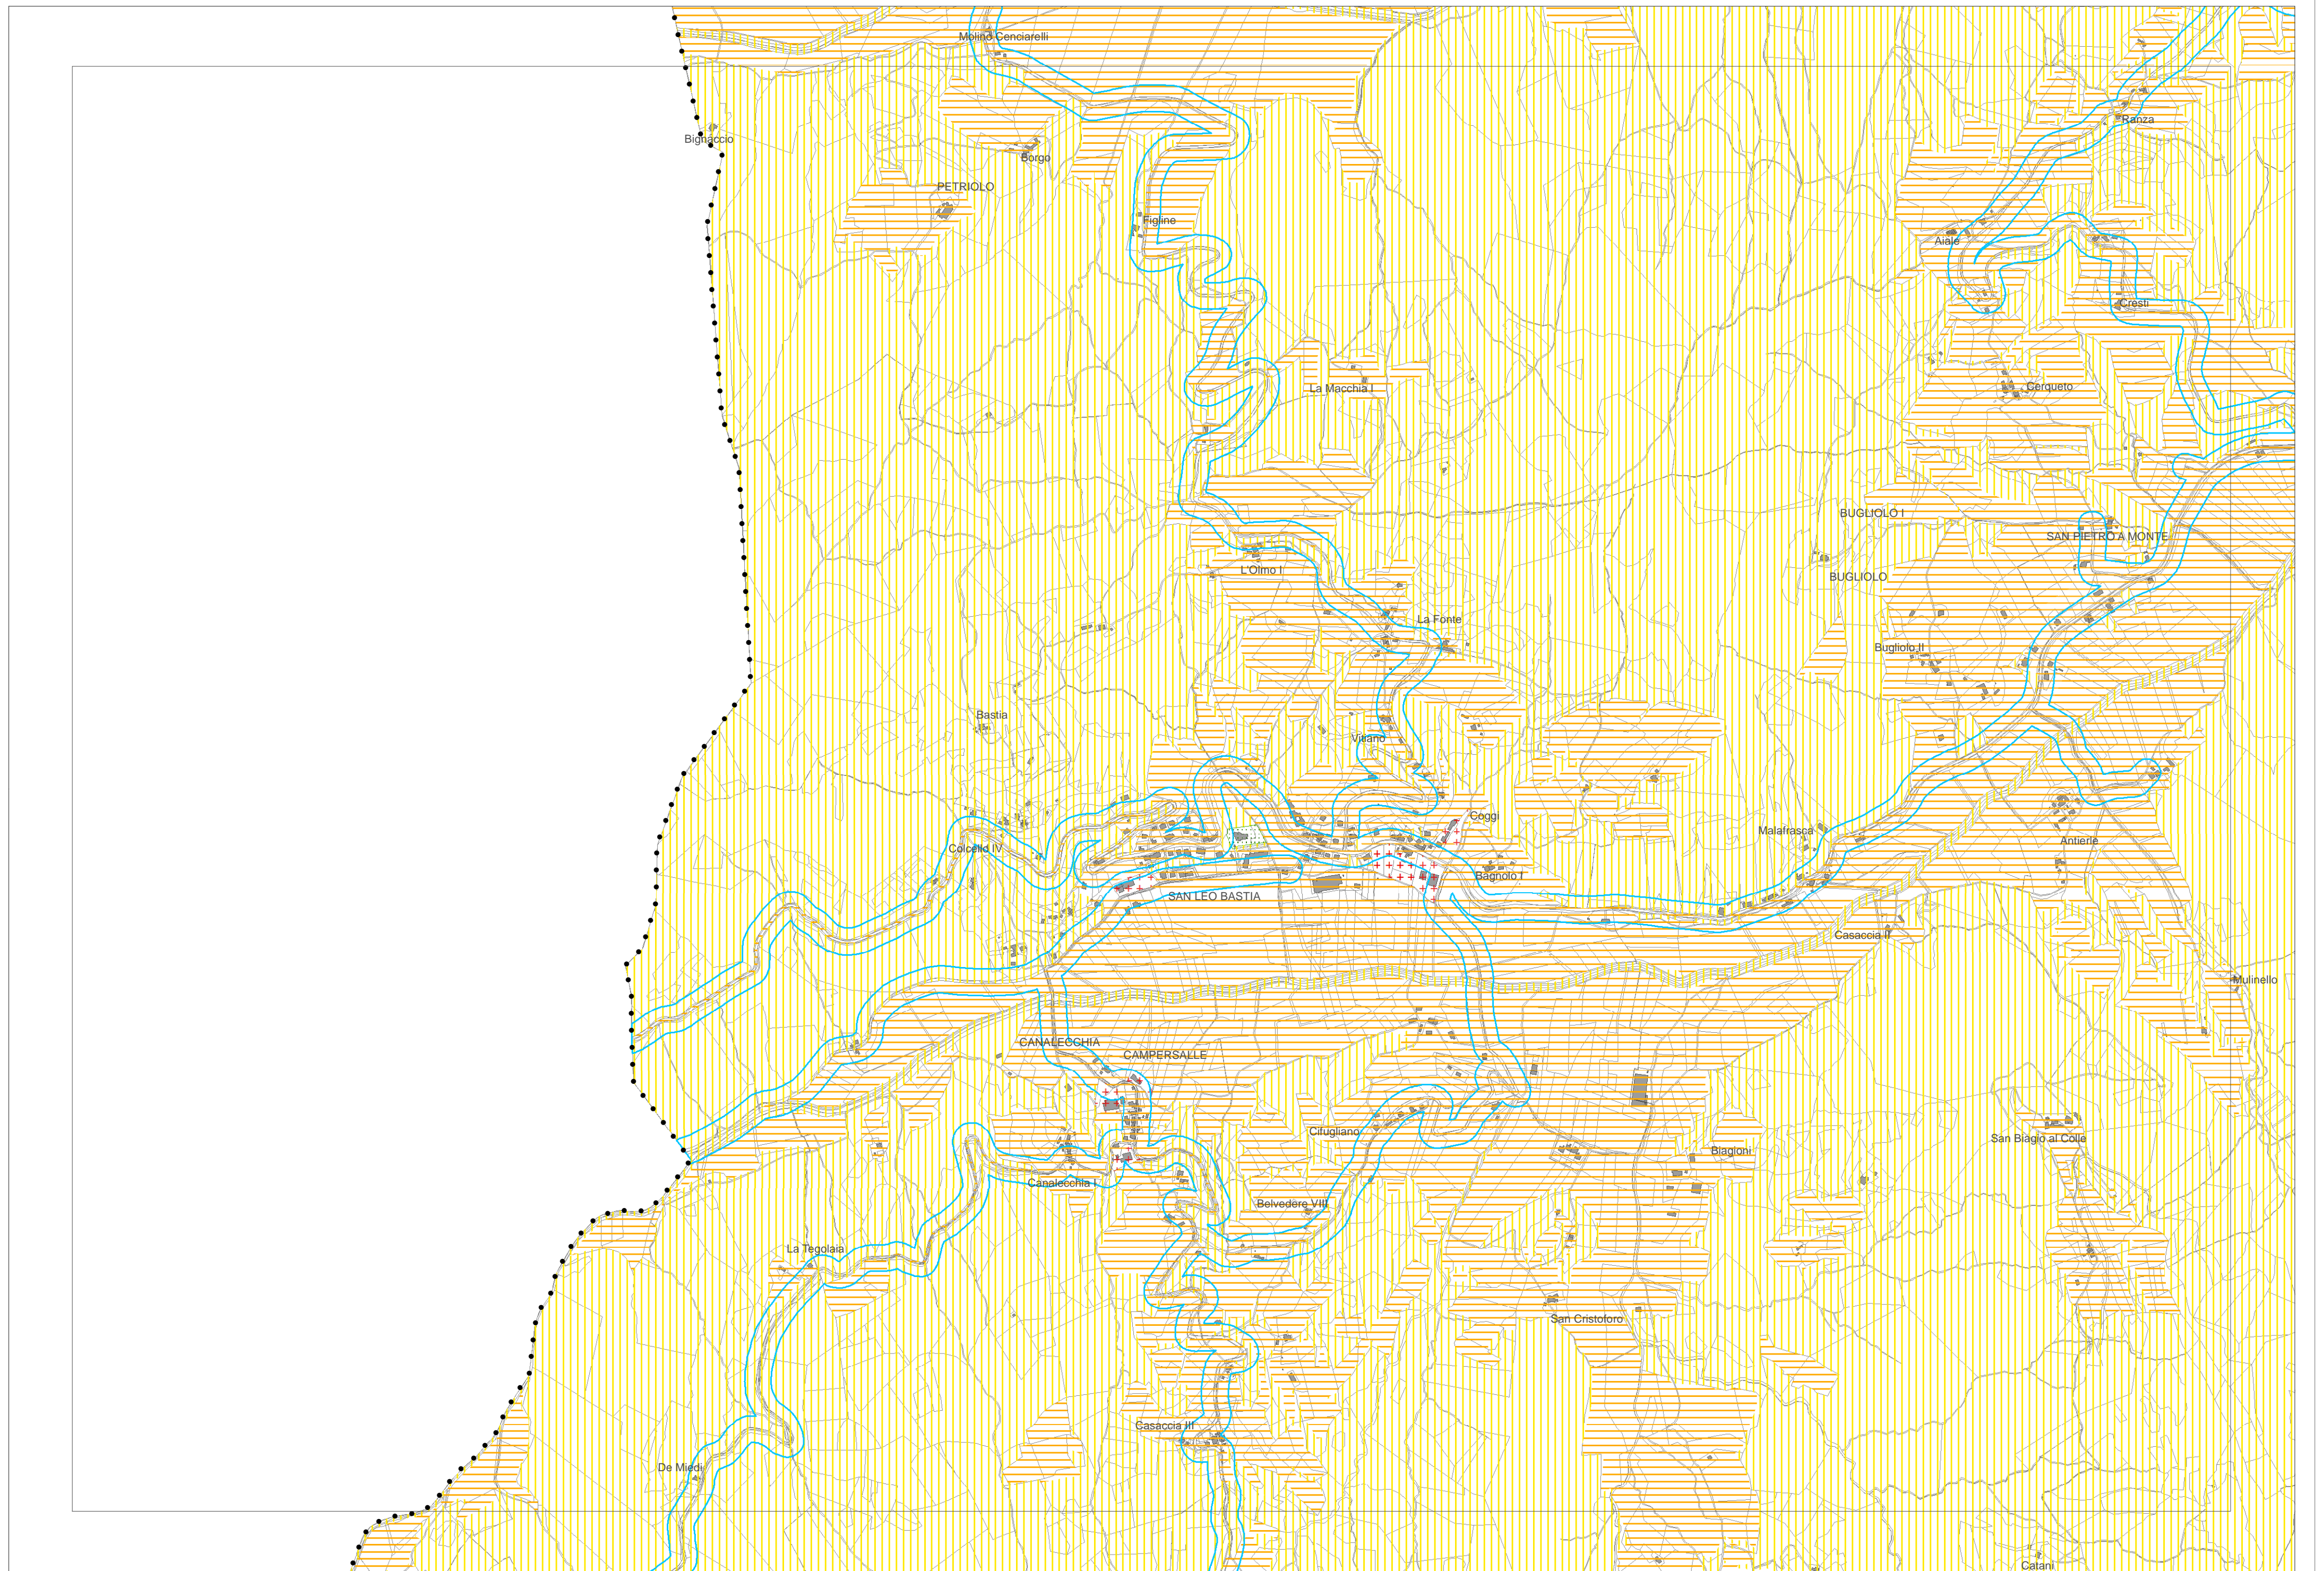 Molino Cenciarelli
Ranza
Bignaccio
Borgo
PETRIOLO
Figline
Aiale
Cresti
Cerqueto
La Macchia I
BUGLIOLO I
SAN PIETRO A MONTE
L'Olmo I
BUGLIOLO
La Fonte
Bugliolo II
Bastia
Vitiano
Coggi
Malafrasca
Antierle
Colcello IV
Bagnolo I
SAN LEO BASTIA
Casaccia II
Mulinello
CANALECCHIA
CAMPERSALLE
Cifugliano
San Biagio al Colle
Biagioni
Canalecchia I
Belvedere VIII
La Tegolaia
San Cristoforo
Casaccia III
De Miedi
Catani